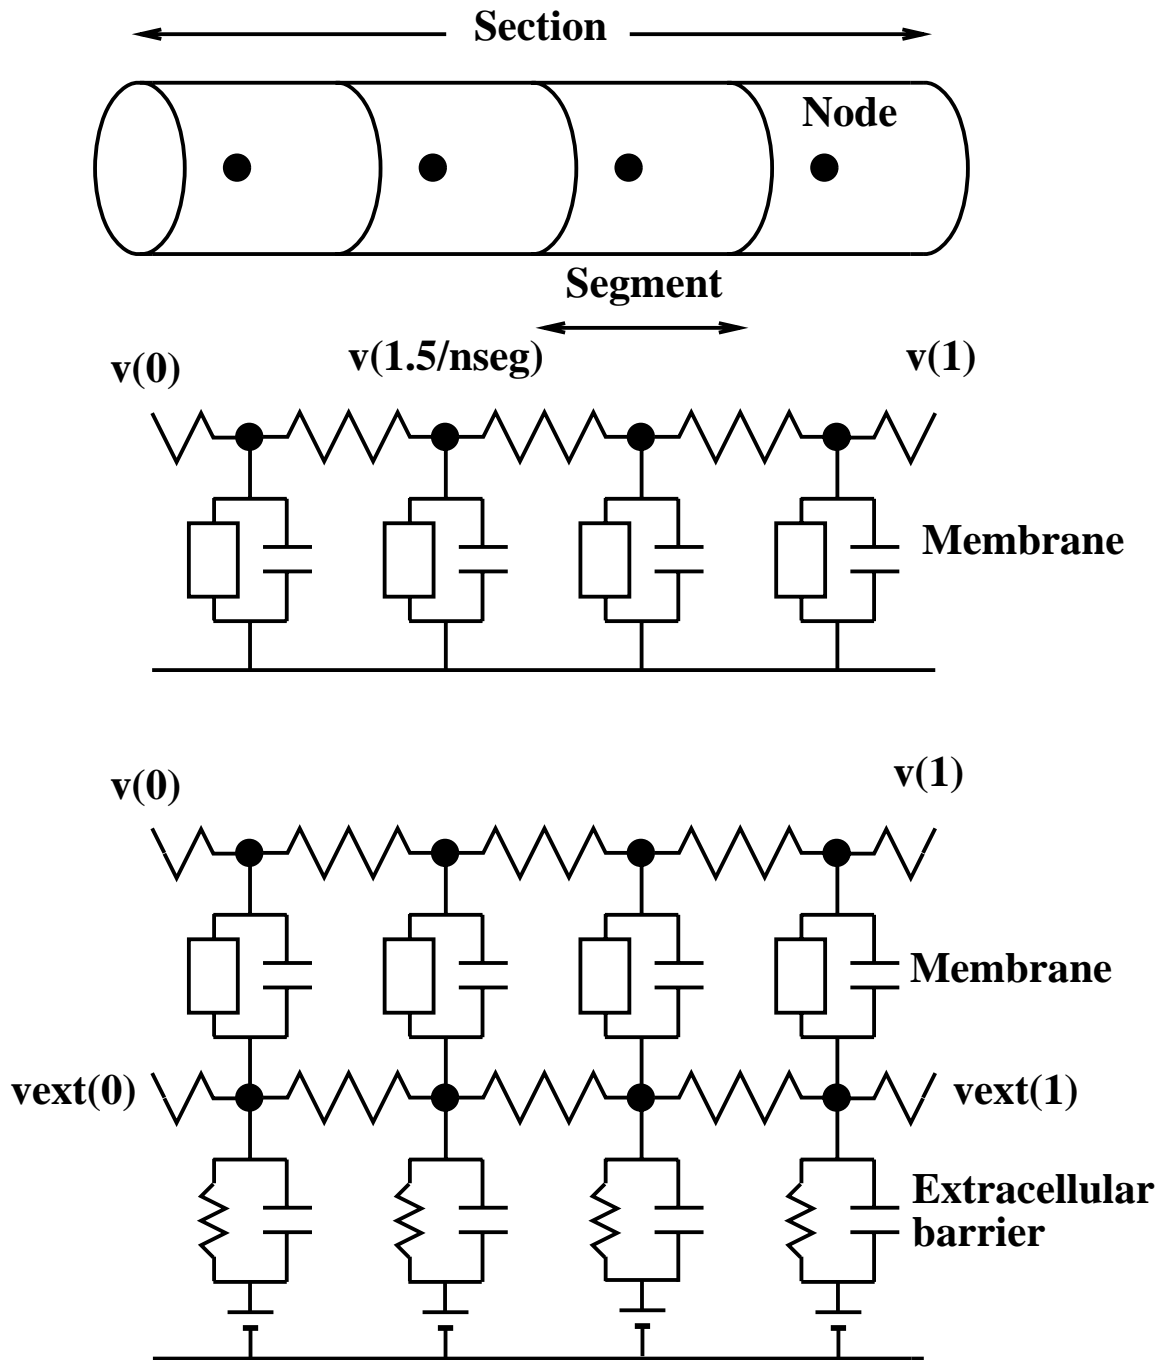 Section
Node
Segment
v(0)
v(1.5/nseg)
v(1)
Membrane
v(0)
v(1)
Membrane
vext(0)
vext(1)
Extracellular
barrier